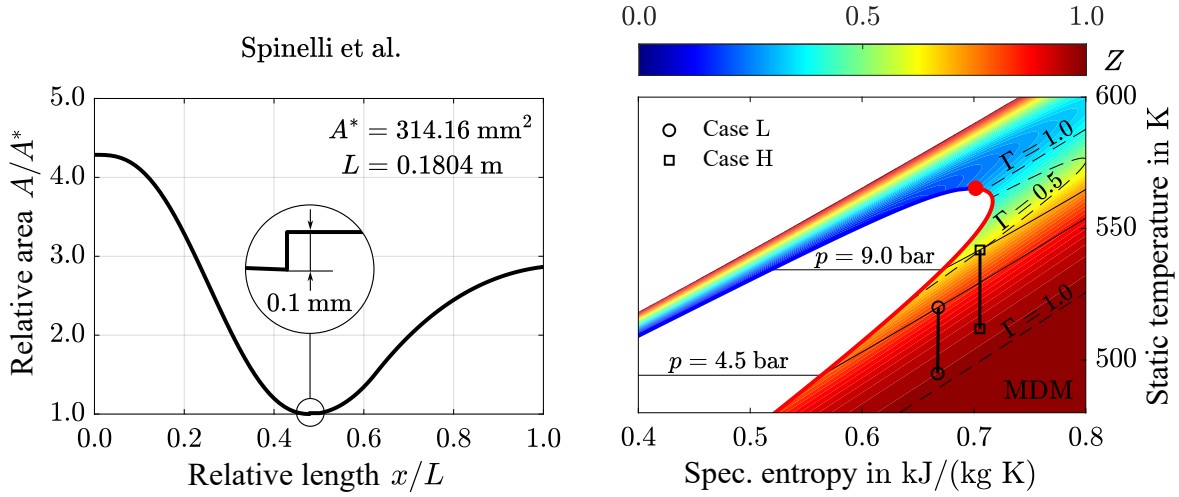 Spinelli et al.
5.0
4.0
3.0
2.0
1.0
Relative area A/A*
A* = 314.16 mm²
L = 0.1804 m
0.1 mm
0.0 0.2 0.4 0.6 0.8 1.0
Relative length x/L
0.0 0.5 1.0
Z
Case L
Case H
Γ = 1.0
Γ = 0.5
p = 9.0 bar
Γ = 1.0
p = 4.5 bar
MDM
600
550
500
Static temperature in K
0.4 0.5 0.6 0.7 0.8
Spec. entropy in kJ/(kg K)